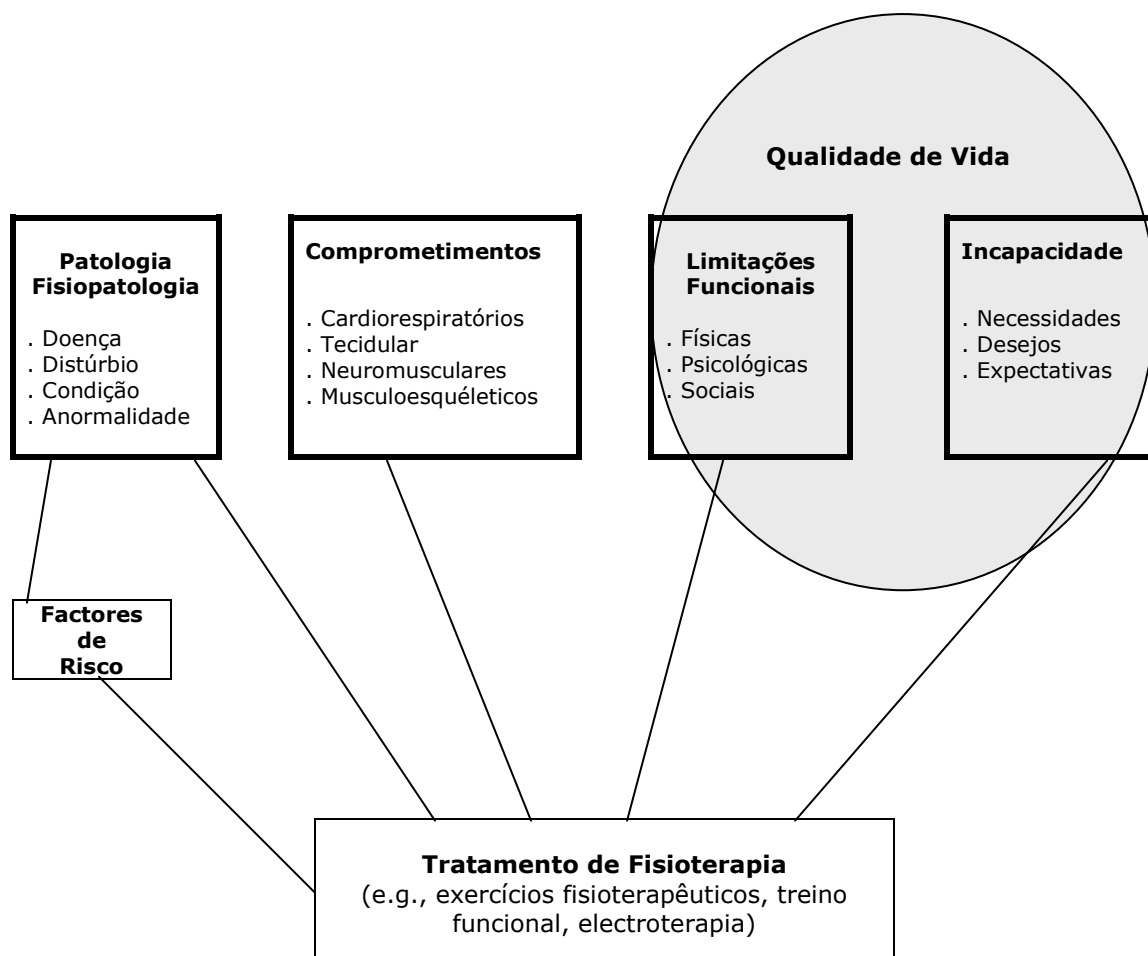 Qualidade de Vida
Patologia
Fisiopatologia
. Doença
. Distúrbio
. Condição
. Anormalidade
Comprometimentos
. Cardiorespiratórios
. Tecidular
. Neuromusculares
. Musculoesquéleticos
Limitações
Funcionais
. Físicas
. Psicológicas
. Sociais
Incapacidade
. Necessidades
. Desejos
. Expectativas
Factores
de
Risco
Tratamento de Fisioterapia
(e.g., exercícios fisioterapêuticos, treino
funcional, electroterapia)